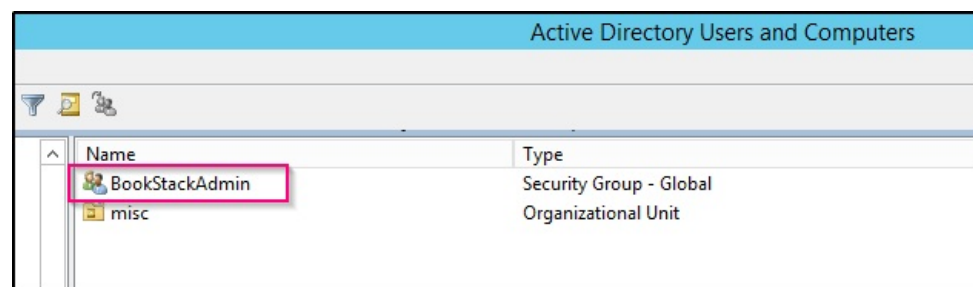 Active Directory Users and Computers
Name Type
BookStackAdmin Security Group - Global
misc Organizational Unit